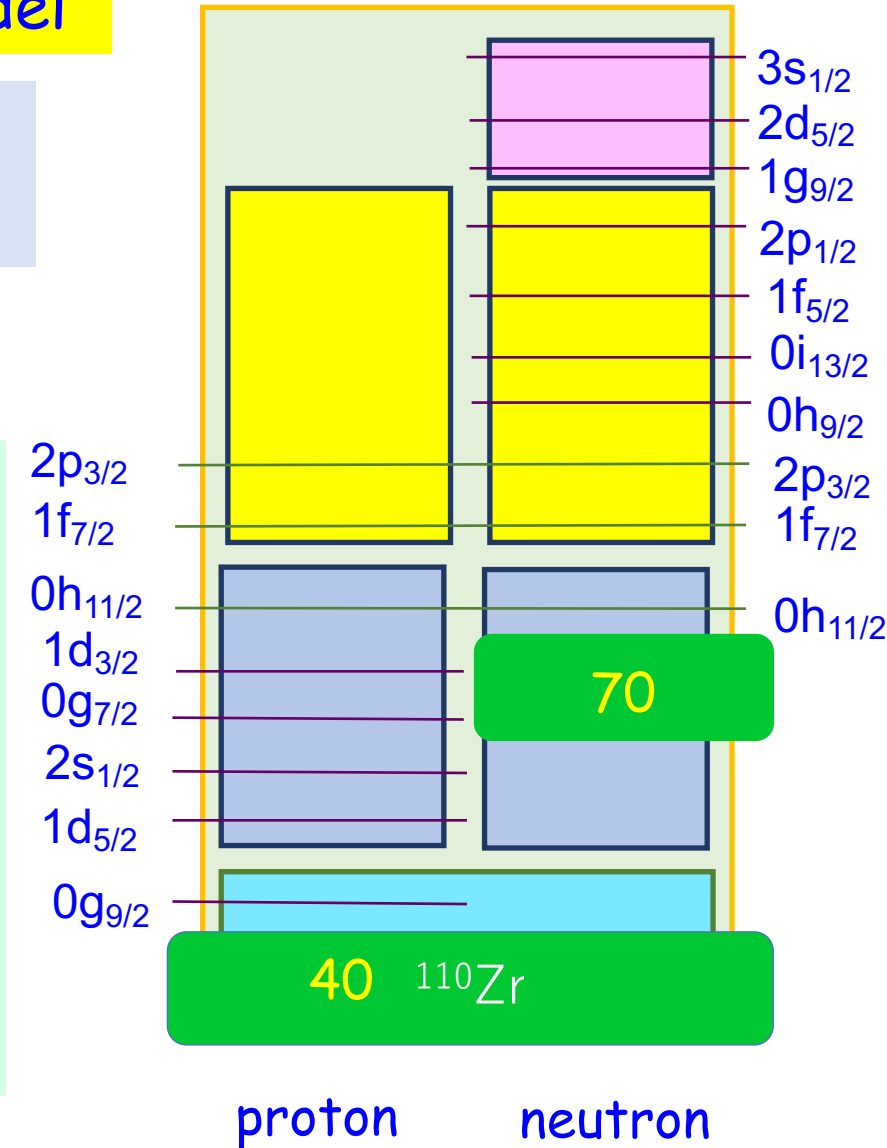 3s1/2
2d5/2
1g9/2
2p1/2
1f5/2
0i13/2
0h9/2
2p3/2 2p3/2
1f7/2 1f7/2
0h11/2 0h11/2
1d3/2
0g7/2 70
2s1/2
1d5/2
0g9/2
40 110Zr
proton neutron